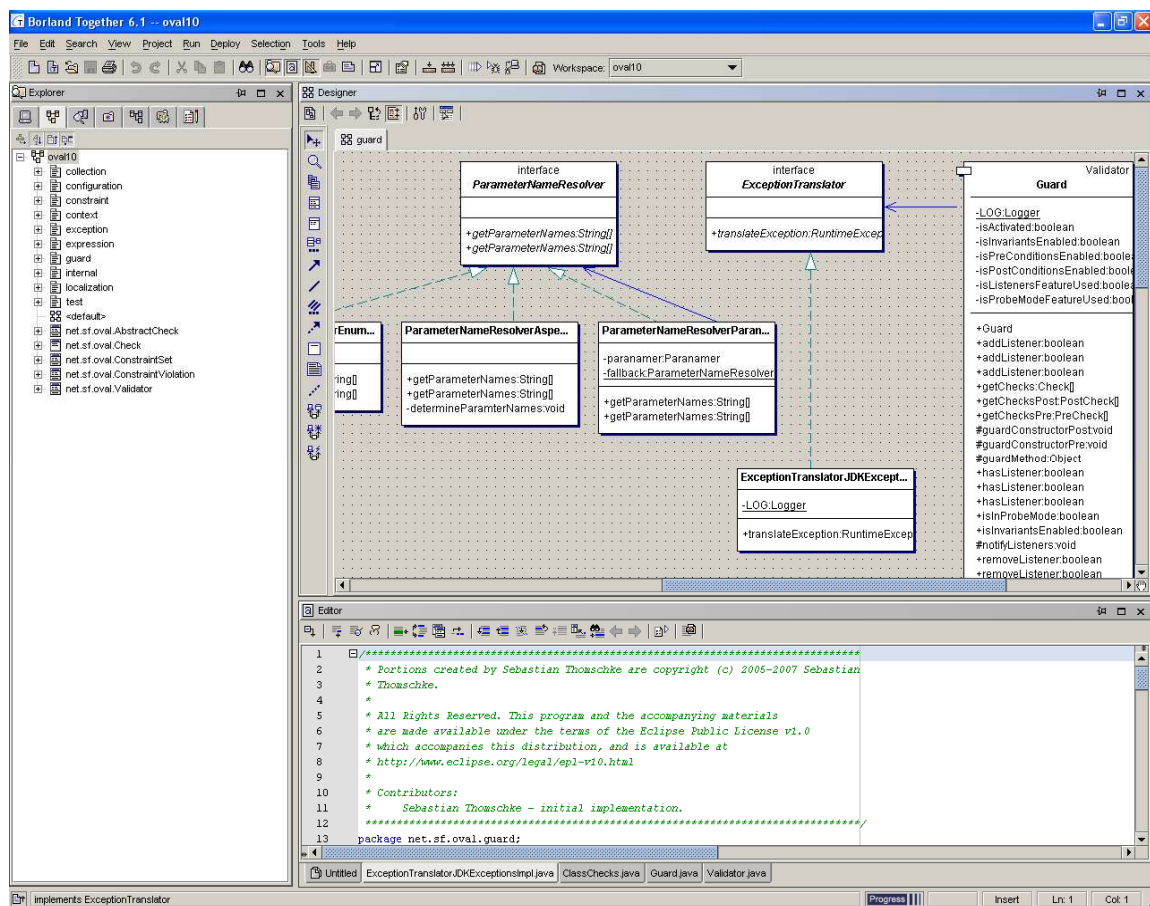 Borland Together 6.1 -- oval10
File Edit Search View Project Run Deploy Selection Tools Help
Workspace: oval10
Explorer
oval10
collection
configuration
constraint
context
exception
expression
guard
internal
localization
test
<default>
net.sf.oval.AbstractCheck
net.sf.oval.Check
net.sf.oval.ConstraintSet
net.sf.oval.ConstraintViolation
net.sf.oval.Validator
Designer
guard
interface
ParameterNameResolver
+getParameterNames:String[]
+getParameterNames:String[]
interface
ExceptionTranslator
+translateException:RuntimeExcep
Validator
Guard
-LOG:Logger
-isActivated:boolean
-isInvariantsEnabled:boolean
-isPreConditionsEnabled:boolea
-isPostConditionsEnabled:boole
-isListenersFeatureUsed:boolea
-isProbeModeFeatureUsed:bool
+Guard
+addListener:boolean
+addListener:boolean
+addListener:boolean
+getChecks:Check[]
+getChecksPost:PostCheck[]
+getChecksPre:PreCheck[]
#guardConstructorPost:void
#guardConstructorPre:void
#guardMethod:Object
+hasListener:boolean
+hasListener:boolean
+hasListener:boolean
+isInProbeMode:boolean
+isInvariantsEnabled:boolean
#notifyListeners:void
+removeListener:boolean
+removeListener:boolean
rEnum...
tring[]
ring[]
ParameterNameResolverAspe...
+getParameterNames:String[]
+getParameterNames:String[]
-determineParamterNames:void
ParameterNameResolverParan...
-paranamer:Paranamer
-fallback:ParameterNameResolver
+getParameterNames:String[]
+getParameterNames:String[]
ExceptionTranslatorJDKExcept...
-LOG:Logger
+translateException:RuntimeExcep
Editor
1 /******************************************************************************
2 * Portions created by Sebastian Thomschke are copyright (c) 2005-2007 Sebastian
3 * Thomschke.
4 *
5 * All Rights Reserved. This program and the accompanying materials
6 * are made available under the terms of the Eclipse Public License v1.0
7 * which accompanies this distribution, and is available at
8 * http://www.eclipse.org/legal/epl-v10.html
9 *
10 * Contributors:
11 * Sebastian Thomschke - initial implementation.
12 ******************************************************************************/
13 package net.sf.oval.guard;
Untitled ExceptionTranslatorJDKExceptionsImpl.java ClassChecks.java Guard.java Validator.java
implements ExceptionTranslator Progress Insert Ln: 1 Col: 1